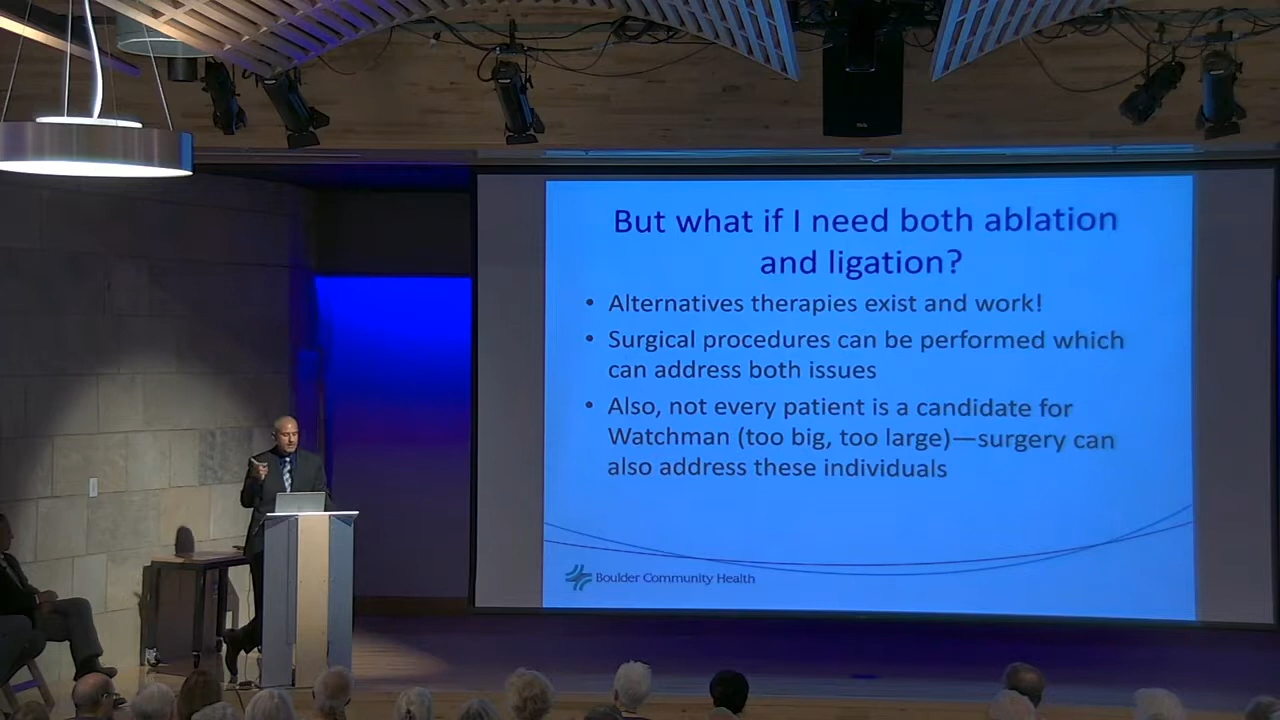 But what if I need both ablation
and ligation?
• Alternatives therapies exist and work!
• Surgical procedures can be performed which
can address both issues
• Also, not every patient is a candidate for
Watchman (too big, too large)—surgery can
also address these individuals
Boulder Community Health